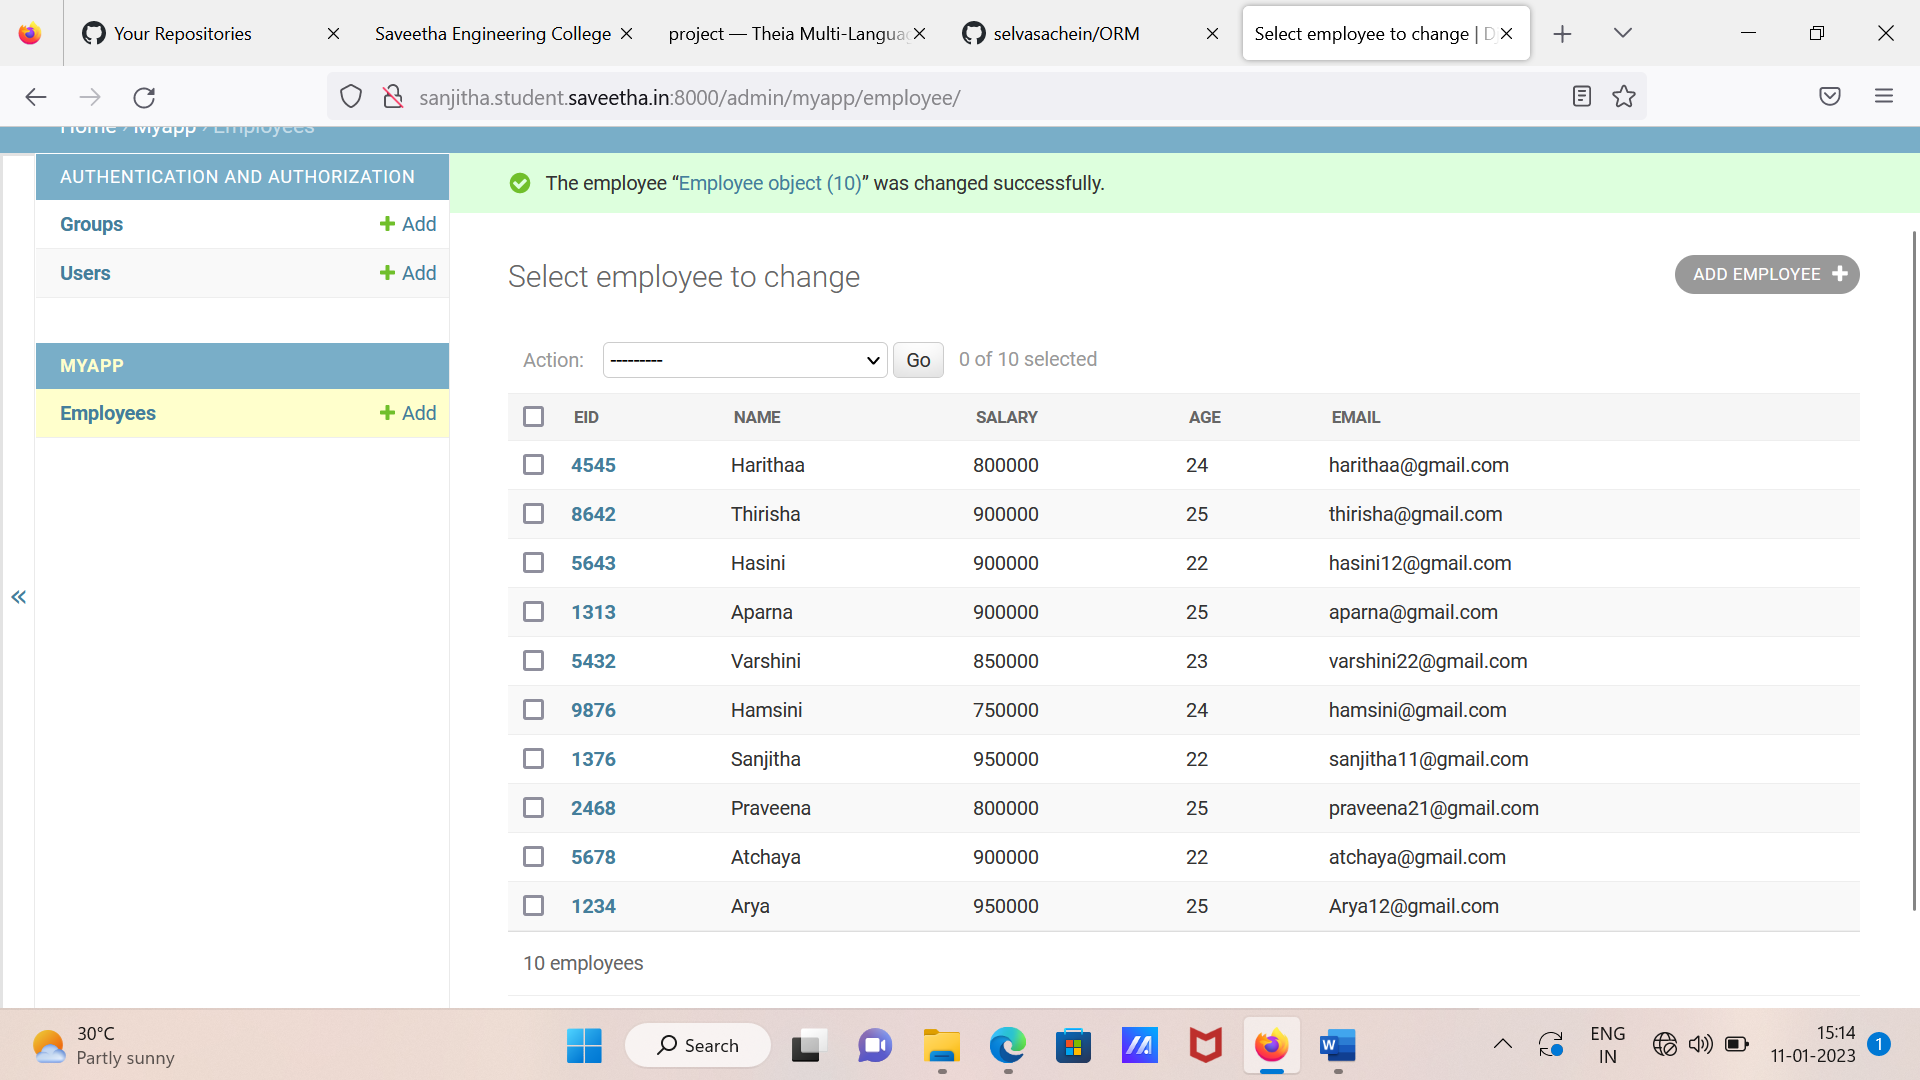 Your Repositories
Saveetha Engineering College
project — Theia Multi-Langua
selvasachein/ORM
Select employee to change | D
sanjitha.student.saveetha.in:8000/admin/myapp/employee/
Home › Myapp › Employees
AUTHENTICATION AND AUTHORIZATION
Groups + Add
Users + Add
MYAPP
Employees + Add
«
The employee “Employee object (10)” was changed successfully.
Select employee to change
ADD EMPLOYEE +
Action: --------- Go 0 of 10 selected
EID NAME SALARY AGE EMAIL
4545 Harithaa 800000 24 harithaa@gmail.com
8642 Thirisha 900000 25 thirisha@gmail.com
5643 Hasini 900000 22 hasini12@gmail.com
1313 Aparna 900000 25 aparna@gmail.com
5432 Varshini 850000 23 varshini22@gmail.com
9876 Hamsini 750000 24 hamsini@gmail.com
1376 Sanjitha 950000 22 sanjitha11@gmail.com
2468 Praveena 800000 25 praveena21@gmail.com
5678 Atchaya 900000 22 atchaya@gmail.com
1234 Arya 950000 25 Arya12@gmail.com
10 employees
30°C
Partly sunny
Search
W
ENG
IN
15:14
11-01-2023
1